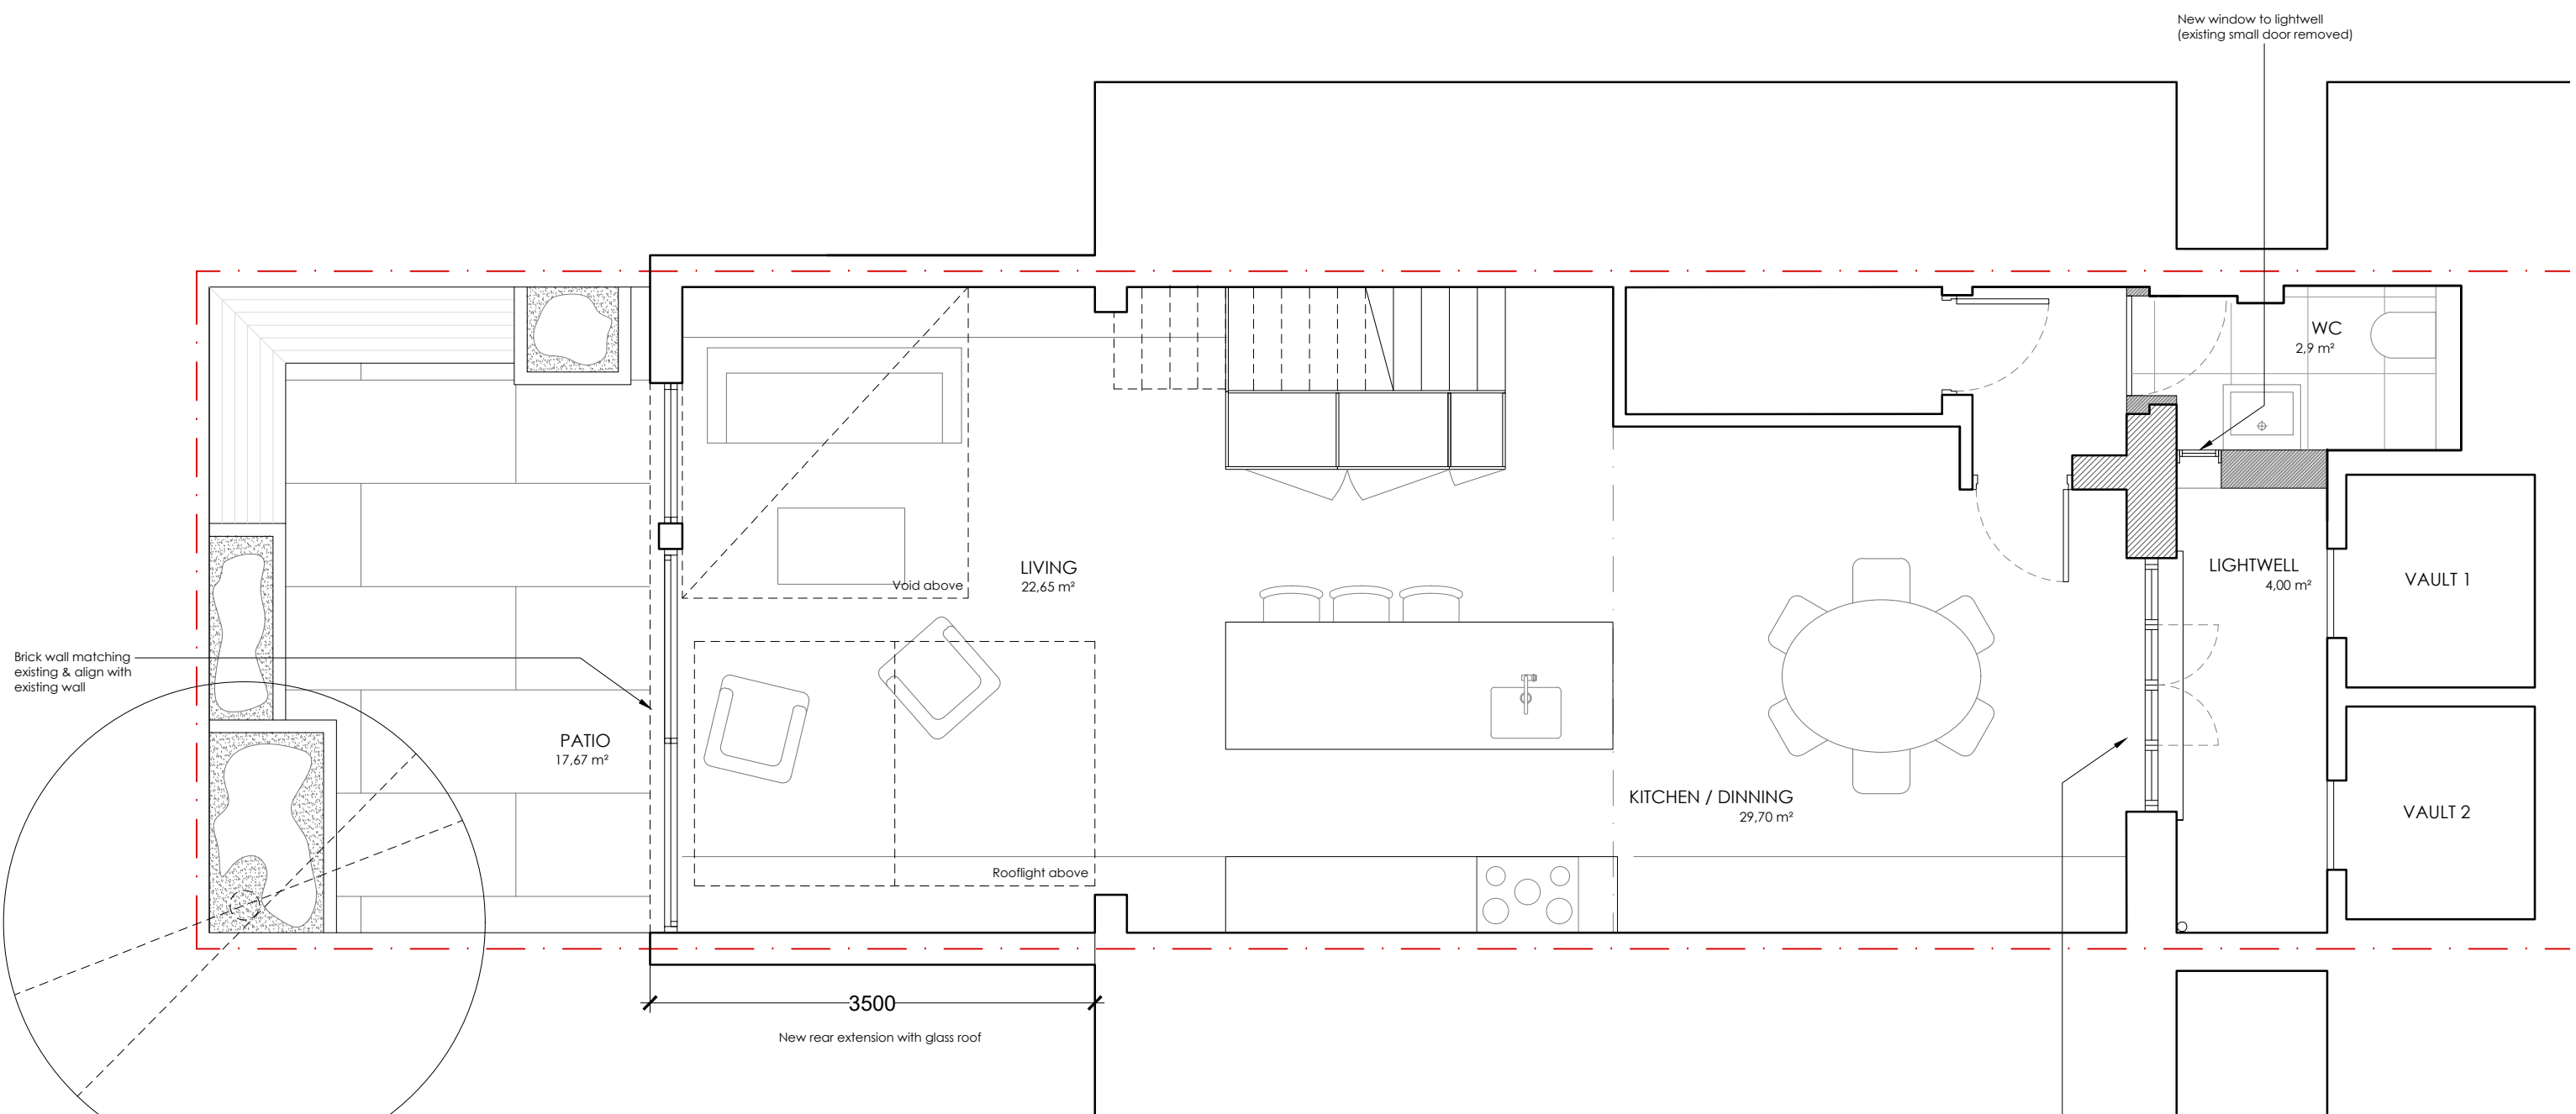 New window to lightwell
(existing small door removed)
WC
2,9 m²
LIVING
22,65 m²
Void above
LIGHTWELL
4,00 m²
VAULT 1
Brick wall matching
existing & align with
existing wall
PATIO
17,67 m²
KITCHEN / DINNING
29,70 m²
VAULT 2
Rooflight above
3500
New rear extension with glass roof